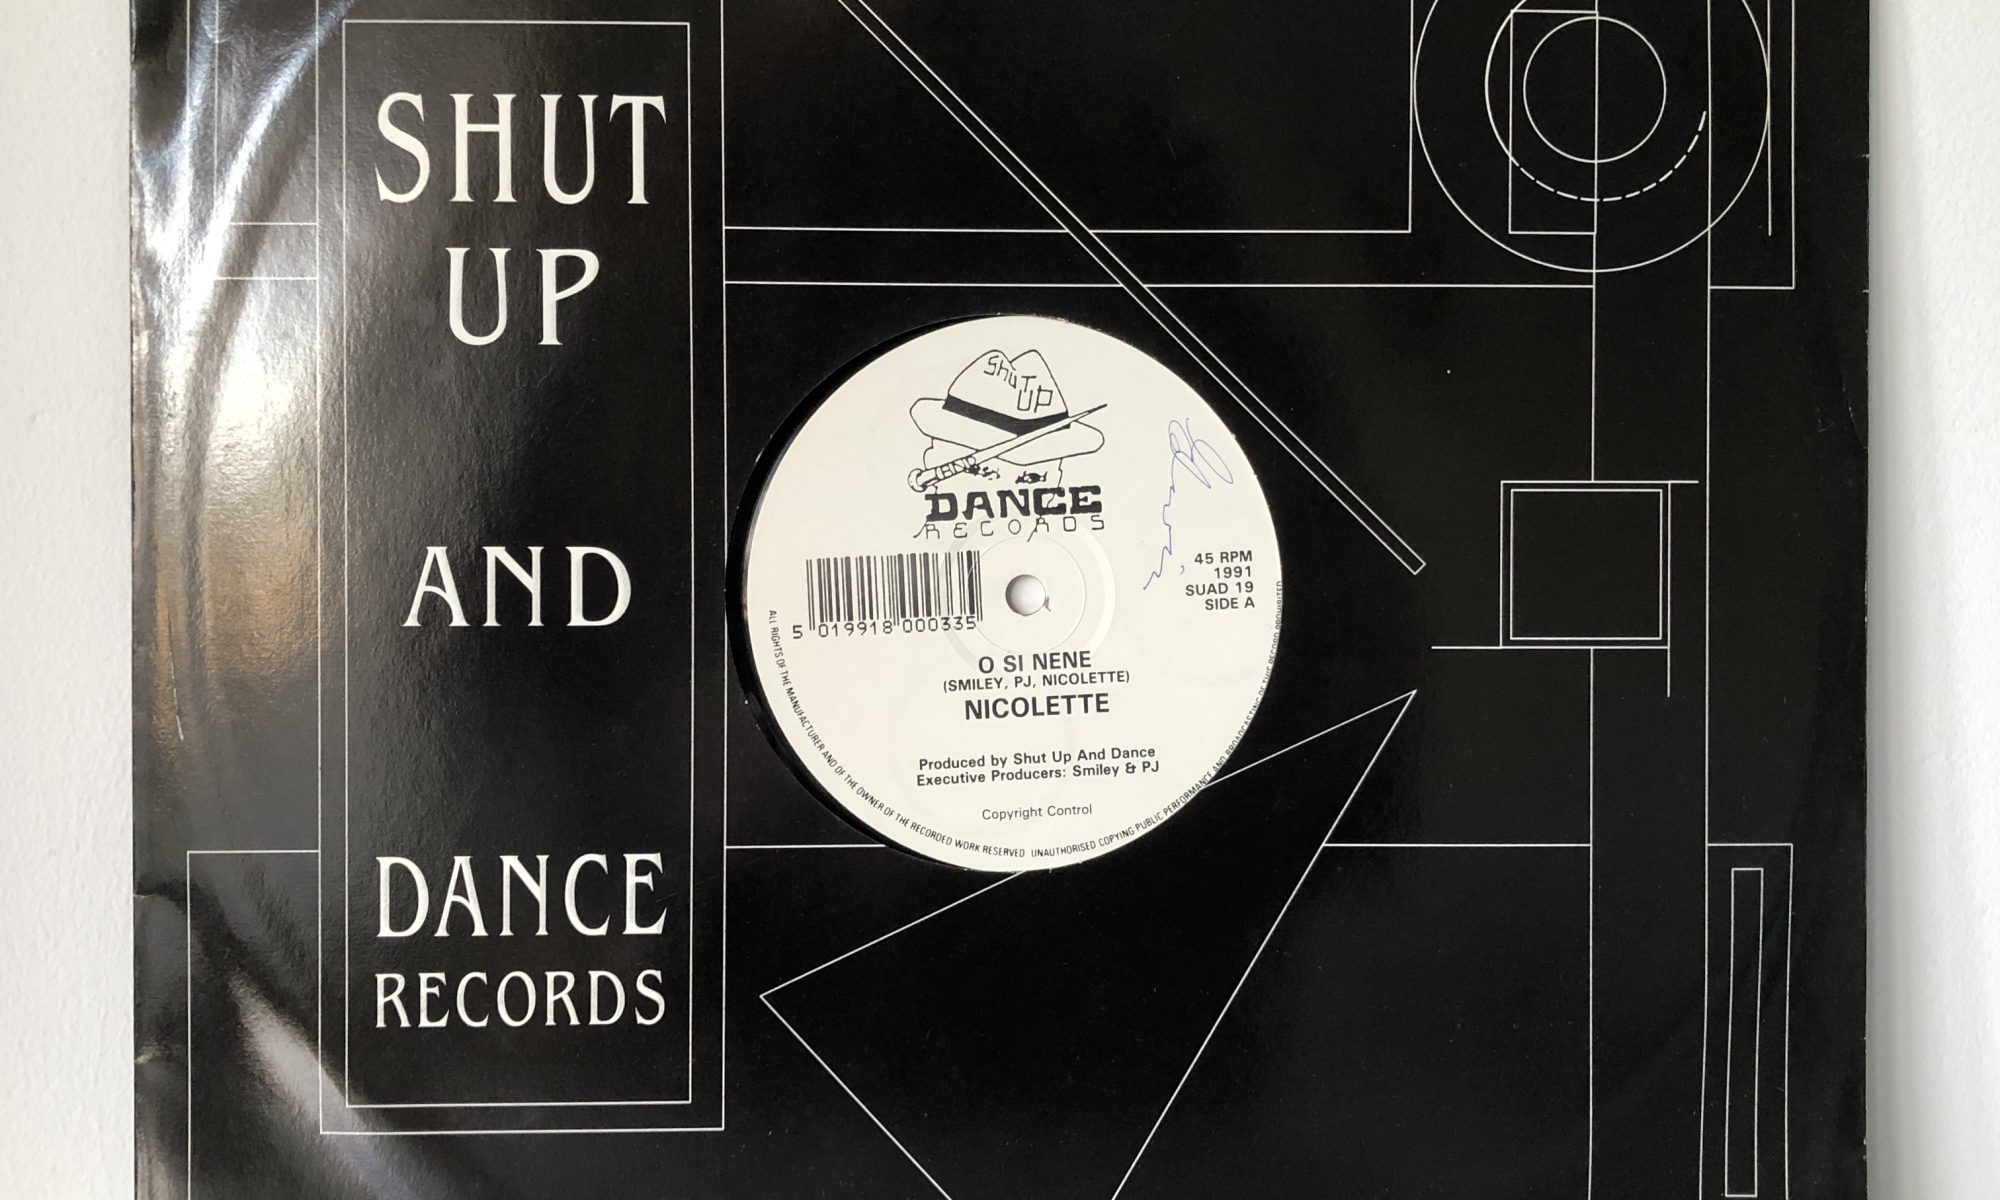 SHUT
UP
AND
DANCE
RECORDS
ShUT
UP
AND
DANCE
RECORDS
45 RPM
1991
SUAD 19
SIDE A
5 019918 000335
O SI NENE
(SMILEY, PJ, NICOLETTE)
NICOLETTE
Produced by Shut Up And Dance
Executive Producers: Smiley & PJ
Copyright Control
ALL RIGHTS OF THE MANUFACTURER AND OF THE OWNER OF THE RECORDED WORK RESERVED UNAUTHORISED COPYING PUBLIC PERFORMANCE AND BROADCASTING OF THIS RECORD PROHIBITED